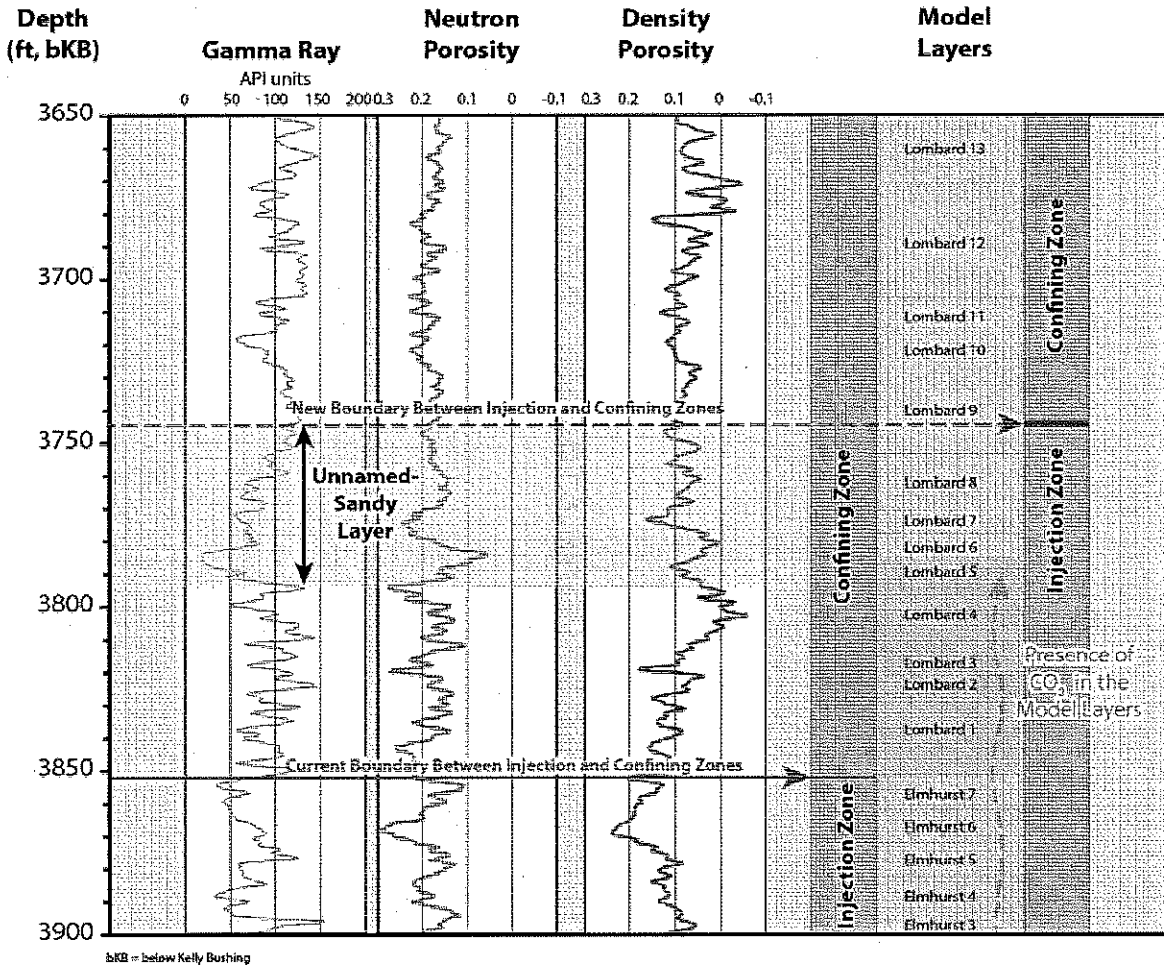 Depth
(ft, bKB)
Gamma Ray
API units
Neutron
Porosity
Density
Porosity
Model
Layers
0 50 100 150 200 0.3 0.2 0.1 0 -0.1 0.3 0.2 0.1 0 -0.1
3650
Lombard 13
Lombard 12
3700
Lombard 11
Lombard 10
Lombard 9
New Boundary Between Injection and Confining Zones
3750
Unnamed-
Sandy
Layer
Lombard 8
Lombard 7
Lombard 6
Lombard 5
3800
Lombard 4
Lombard 3
Lombard 2
Lombard 1
Presence of
CO2 in the
Model Layers
3850
Current Boundary Between Injection and Confining Zones
Elmhurst 7
Elmhurst 6
Elmhurst 5
Elmhurst 4
Elmhurst 3
3900
Confining Zone
Injection Zone
Confining Zone
Injection Zone
bKB = below Kelly Bushing